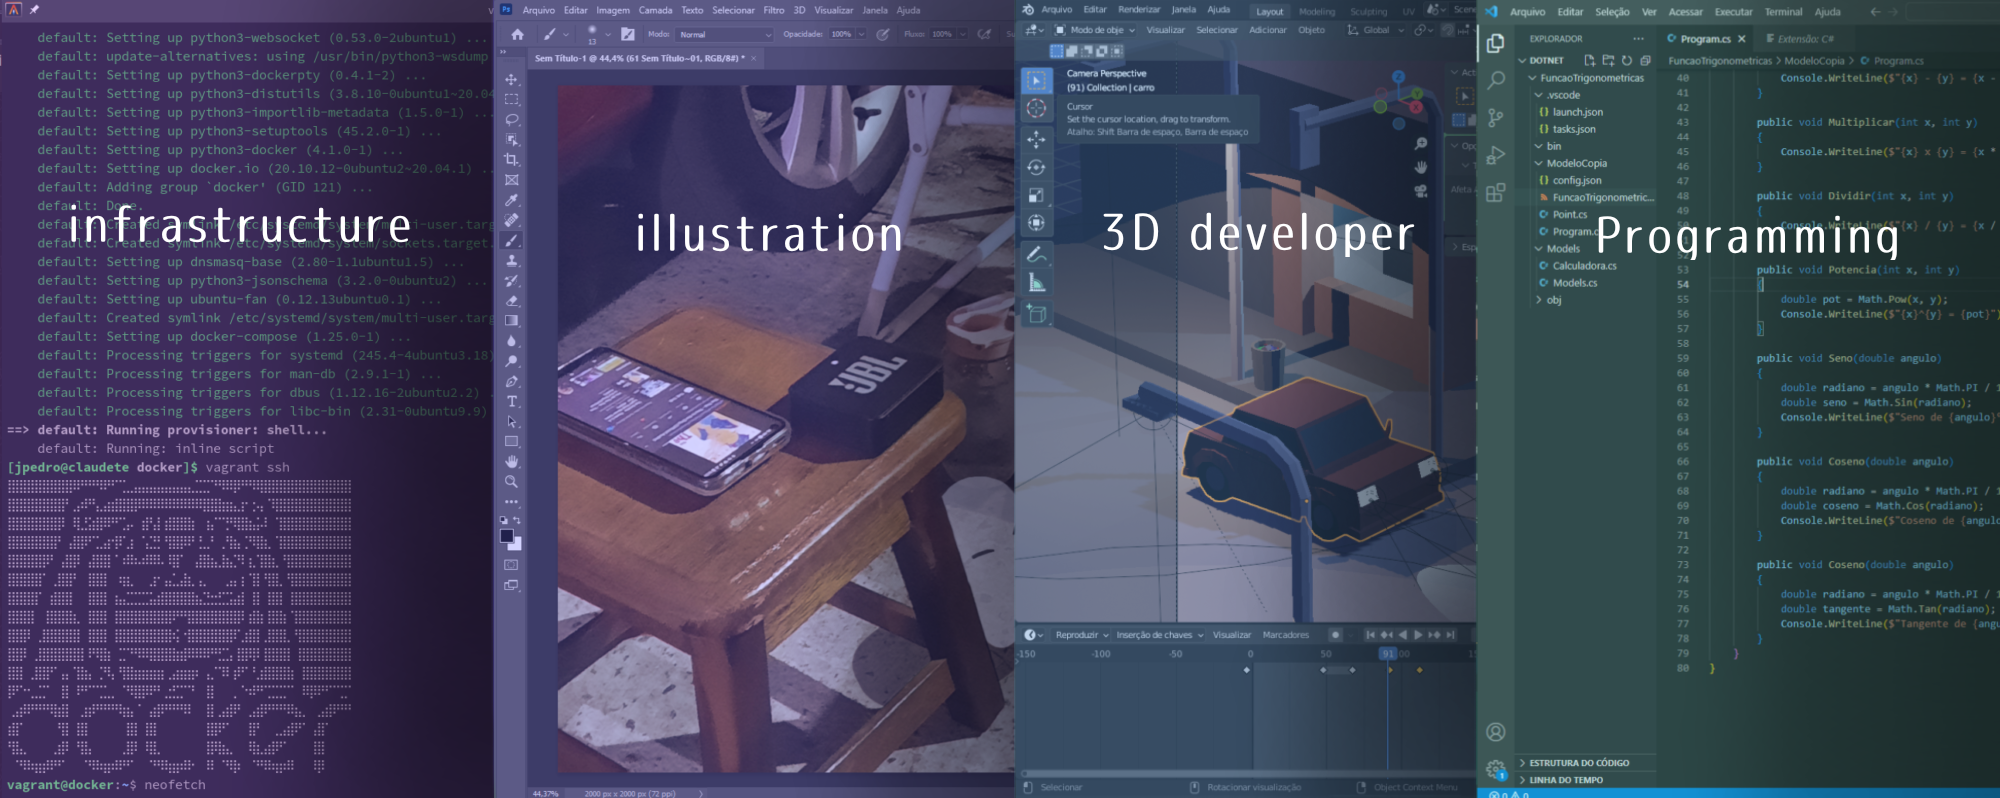 default: Setting up python3-websocket (0.53.0-2ubuntu1) ...
default: update-alternatives: using /usr/bin/python3-wsdump
default: Setting up python3-dockerpty (0.4.1-2) ...
default: Setting up python3-distutils (3.8.10-0ubuntu1~20.04
default: Setting up python3-importlib-metadata (1.5.0-1) ...
default: Setting up python3-setuptools (45.2.0-1) ...
default: Setting up python3-docker (4.1.0-1) ...
default: Setting up docker.io (20.10.12-0ubuntu2~20.04.1) ..
default: Adding group `docker' (GID 121) ...
default: Done.
infrastructure
default: Created symlink /etc/systemd/system/multi-user.targ
default: Created symlink /etc/systemd/system/sockets.target.
default: Setting up dnsmasq-base (2.80-1.1ubuntu1.5) ...
default: Setting up python3-jsonschema (3.2.0-0ubuntu2) ...
default: Setting up ubuntu-fan (0.12.13ubuntu0.1) ...
default: Created symlink /etc/systemd/system/multi-user.targ
default: Setting up docker-compose (1.25.0-1) ...
default: Processing triggers for systemd (245.4-4ubuntu3.18)
default: Processing triggers for man-db (2.9.1-1) ...
default: Processing triggers for dbus (1.12.16-2ubuntu2.2) ...
default: Processing triggers for libc-bin (2.31-0ubuntu9.9)
==> default: Running provisioner: shell...
default: Running: inline script
[jpedro@claudete docker]$ vagrant ssh
docker
vagrant@docker:~$ neofetch
Ps Arquivo Editar Imagem Camada Texto Selecionar Filtro 3D Visualizar Janela Ajuda
13 Modo: Normal Opacidade: 100% Fluxo: 100%
Sem Título-1 @ 44,4% (61 Sem Título-01, RGB/8#) * ×
illustration
JBL
44,37% 2000 px x 2000 px (72 ppi)
Arquivo Editar Renderizar Janela Ajuda Layout Modeling Sculpting UV Scene
Modo de obje Visualizar Selecionar Adicionar Objeto Global
Camera Perspective
(91) Collection | carro
Cursor
Set the cursor location, drag to transform.
Atalho: Shift Barra de espaço, Barra de espaço
Z
Y
X
3D developer
Reproduzir Inserção de chaves Visualizar Marcadores
-150 -100 -50 0 50 91 100
Selecionar Rotacionar visualização Object Context Menu
Arquivo Editar Seleção Ver Acessar Executar Terminal Ajuda
EXPLORADOR ...
DOTNET
FuncaoTrigonometricas
.vscode
{} launch.json
{} tasks.json
bin
ModeloCopia
{} config.json
FuncaoTrigonometric...
Point.cs
Program.c
Models
Calculadora.cs
Models.cs
obj
Programming
ESTRUTURA DO CÓDIGO
LINHA DO TEMPO
1
0 0
Program.cs × Extensão: C#
FuncaoTrigonometricas > ModeloCopia > Program.cs
40 Console.WriteLine($"{x} - {y} = {x -
41 }
42
43 public void Multiplicar(int x, int y)
44 {
45 Console.WriteLine($"{x} x {y} = {x *
46 }
47
48 public void Dividir(int x, int y)
49 {
Console.WriteLine($"{x} / {y} = {x /
53 public void Potencia(int x, int y)
54 {
55 double pot = Math.Pow(x, y);
56 Console.WriteLine($"{x}^{y} = {pot}")
57 }
58
59 public void Seno(double angulo)
60 {
61 double radiano = angulo * Math.PI / 1
62 double seno = Math.Sin(radiano);
63 Console.WriteLine($"Seno de {angulo}°
64 }
65
66 public void Coseno(double angulo)
67 {
68 double radiano = angulo * Math.PI / 1
69 double coseno = Math.Cos(radiano);
70 Console.WriteLine($"Coseno de {angulo
71 }
72
73 public void Coseno(double angulo)
74 {
75 double radiano = angulo * Math.PI / 1
76 double tangente = Math.Tan(radiano);
77 Console.WriteLine($"Tangente de {angu
78 }
79 }
80 }